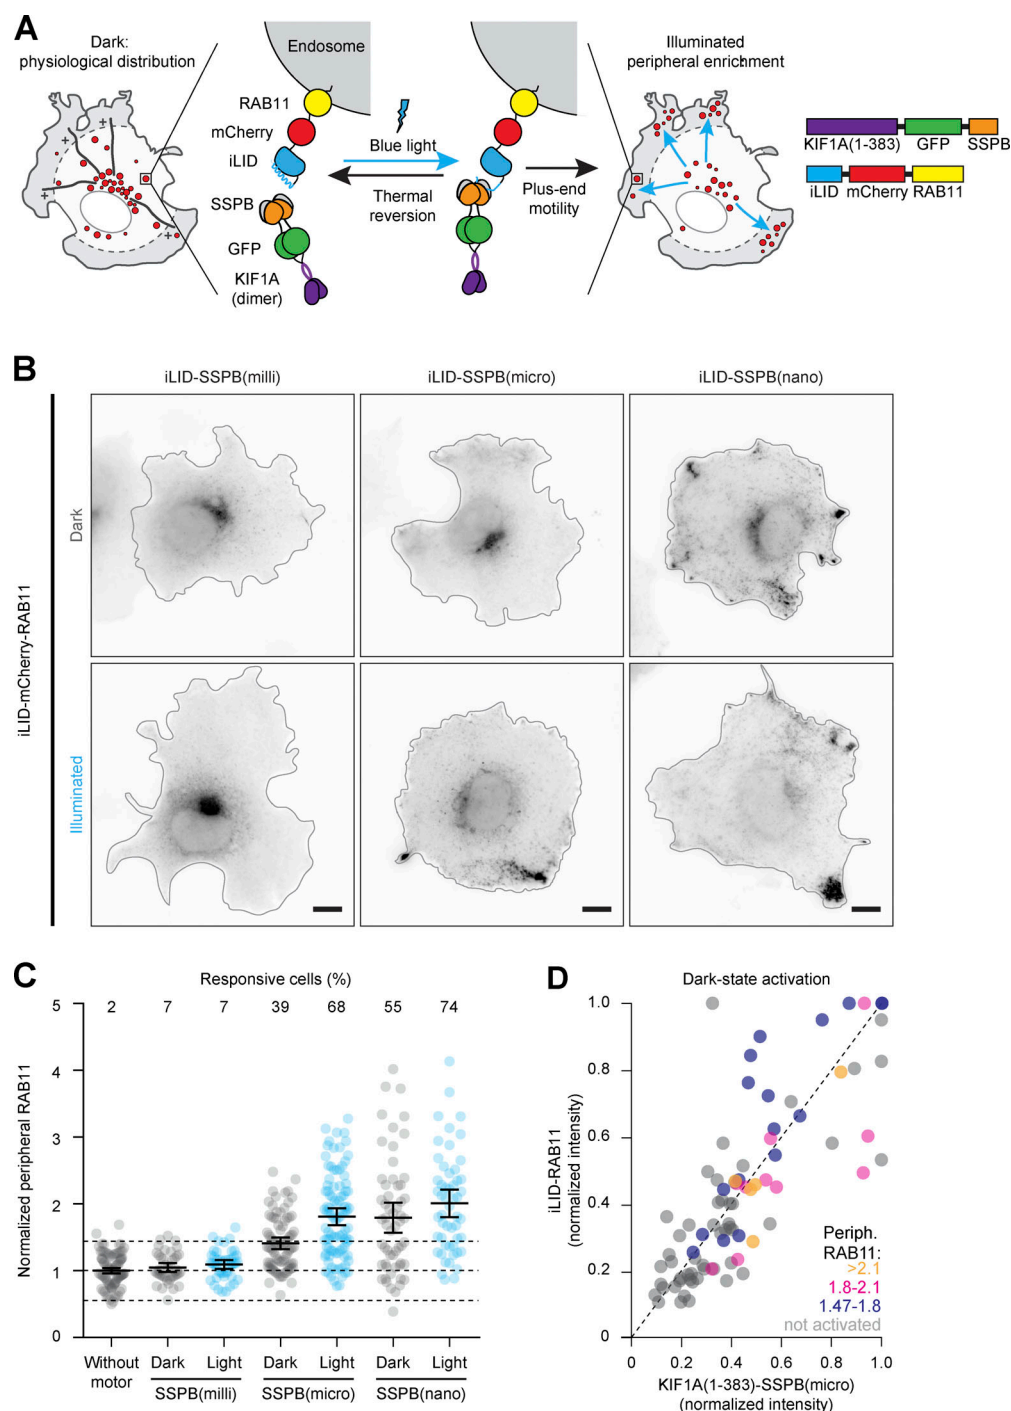 A
Dark:
physiological distribution
Endosome
RAB11
mCherry
iLID
SSPB
GFP
KIF1A
(dimer)
Blue light
Thermal
reversion
Plus-end
motility
Illuminated
peripheral enrichment
KIF1A(1-383) GFP SSPB
iLID mCherry RAB11
+
+
+
+
B
iLID-SSPB(milli) iLID-SSPB(micro) iLID-SSPB(nano)
iLID-mCherry-RAB11
Dark
Illuminated
C
Responsive cells (%)
2 7 7 39 68 55 74
Normalized peripheral RAB11
5
4
3
2
1
0
Without motor
Dark Light Dark Light Dark Light
SSPB(milli) SSPB(micro) SSPB(nano)
D
Dark-state activation
iLID-RAB11
(normalized intensity)
1.0
0.8
0.6
0.4
0.2
0
Periph.
RAB11:
>2.1
1.8-2.1
1.47-1.8
not activated
0 0.2 0.4 0.6 0.8 1.0
KIF1A(1-383)-SSPB(micro)
(normalized intensity)